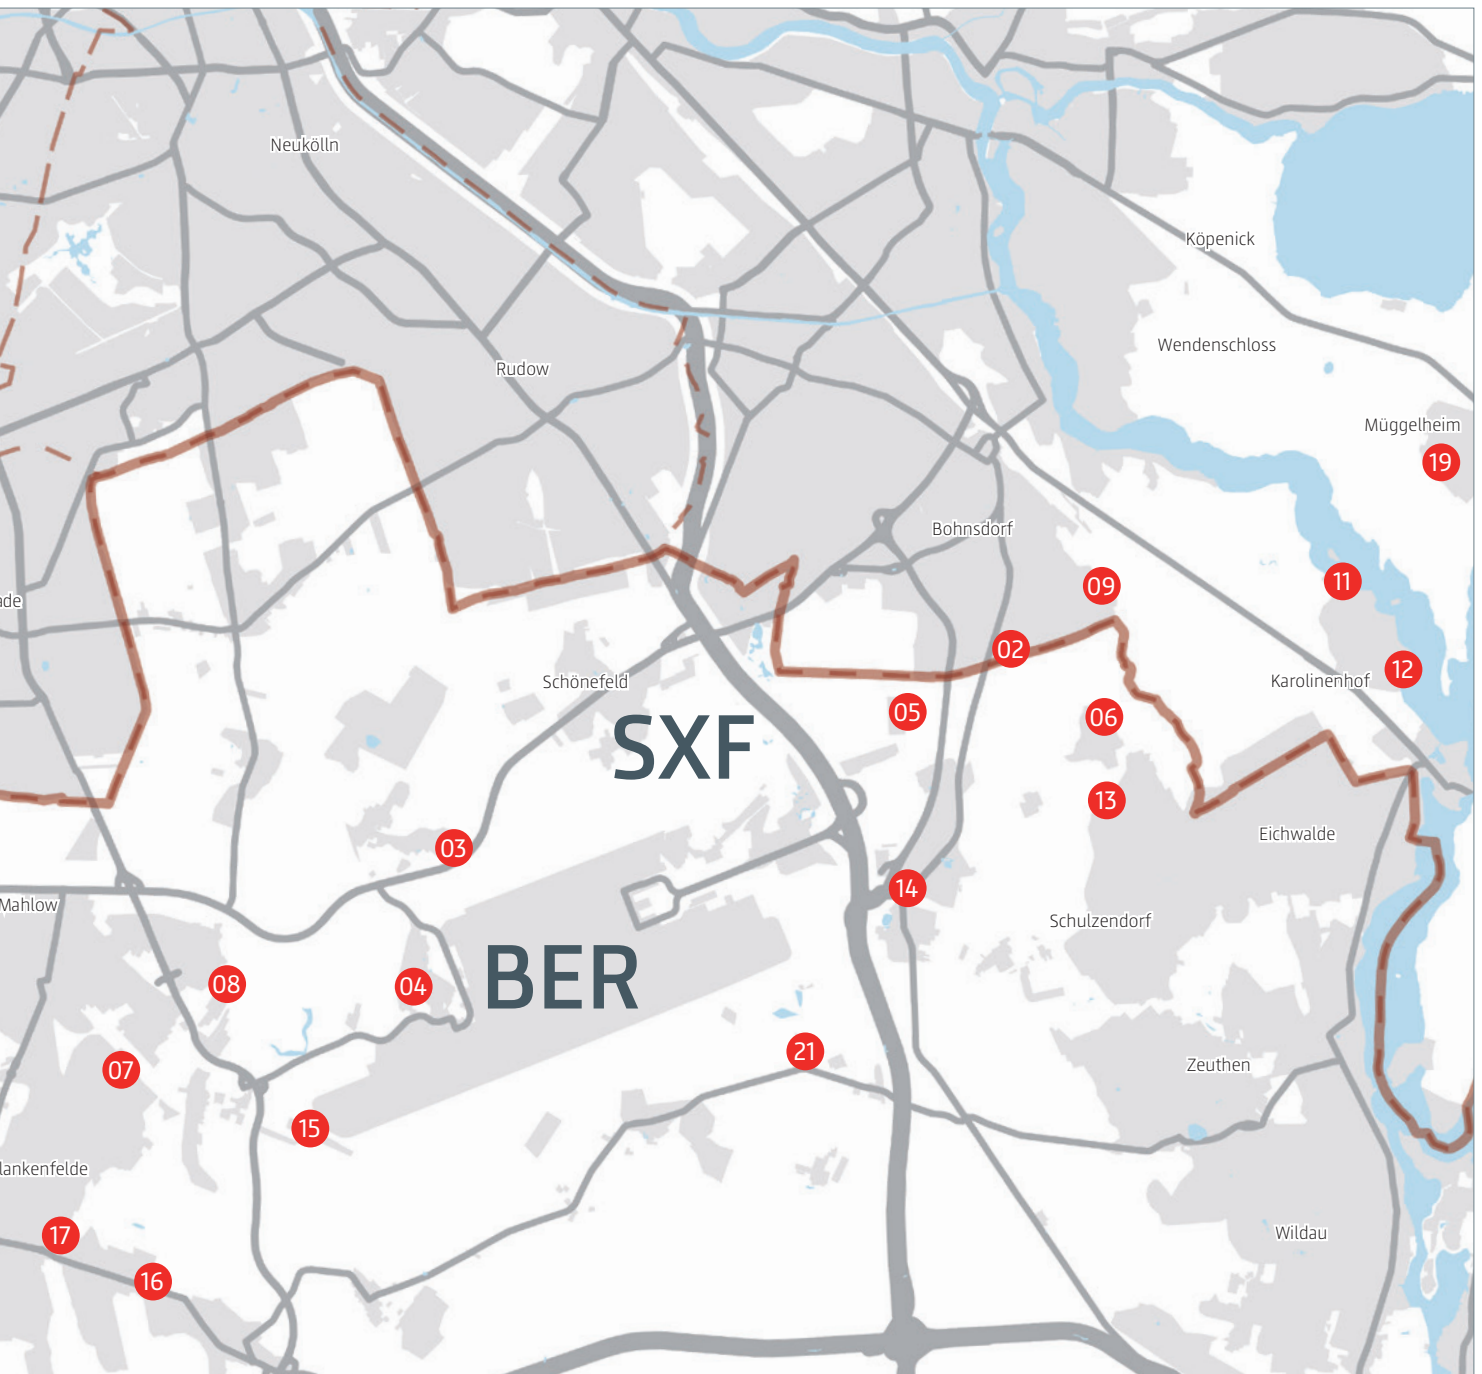 Neukölln
Köpenick
Wendenschloss
Rudow
Müggelheim
19
Bohnsdorf
11
09
ade
02
12
Karolinenhof
Schönefeld
05
06
SXF
13
Eichwalde
03
14
Mahlow
Schulzendorf
BER
08
04
21
Zeuthen
07
15
lankenfelde
17
Wildau
16